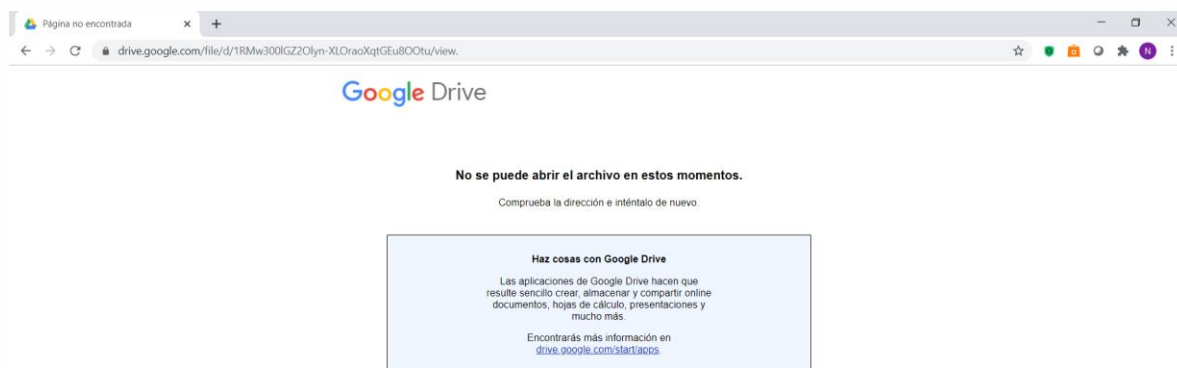 Página no encontrada
drive.google.com/file/d/1RMw300lGZ2Olyn-XLOraoXqtGEu8OOtu/view.
N
Google Drive
No se puede abrir el archivo en estos momentos.
Comprueba la dirección e inténtalo de nuevo.
Haz cosas con Google Drive
Las aplicaciones de Google Drive hacen que
resulte sencillo crear, almacenar y compartir online
documentos, hojas de cálculo, presentaciones y
mucho más.
Encontrarás más información en
drive.google.com/start/apps.